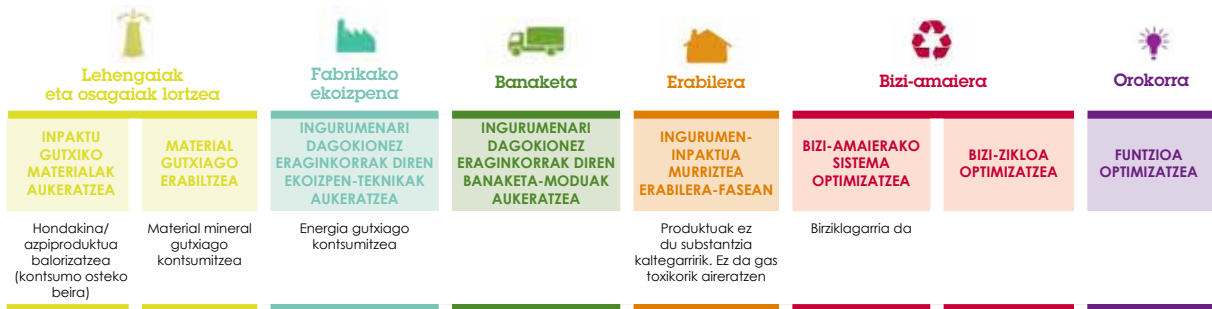 Lehengaiak
eta osagaiak lortzea
Fabrikako
ekoizpena
Banaketa
Erabilera
Bizi-amaiera
Orokorra
INPAKTU
GUTXIKO
MATERIALAK
AUKERATZEA
MATERIAL
GUTXIAGO
ERABILTZEA
INGURUMENARI
DAGOKIONEZ
ERAGINKORRAK DIREN
EKOIZPEN-TEKNIKAK
AUKERATZEA
INGURUMENARI
DAGOKIONEZ
ERAGINKORRAK DIREN
BANAKETA-MODUAK
AUKERATZEA
INGURUMEN-
INPAKTUA
MURRIZTEA
ERABILERA-FASEAN
BIZI-AMAIERAKO
SISTEMA
OPTIMIZATZEA
BIZI-ZIKLOA
OPTIMIZATZEA
FUNTZIOA
OPTIMIZATZEA
Hondakina/
azpiproduktua
balorizatzea
(kontsumo osteko
beira)
Material mineral
gutxiago
kontsumitzea
Energia gutxiago
kontsumitzea
Produktuak ez
du substantzia
kaltegarririk. Ez da gas
toxikorik aireratzen
Birziklagarria da